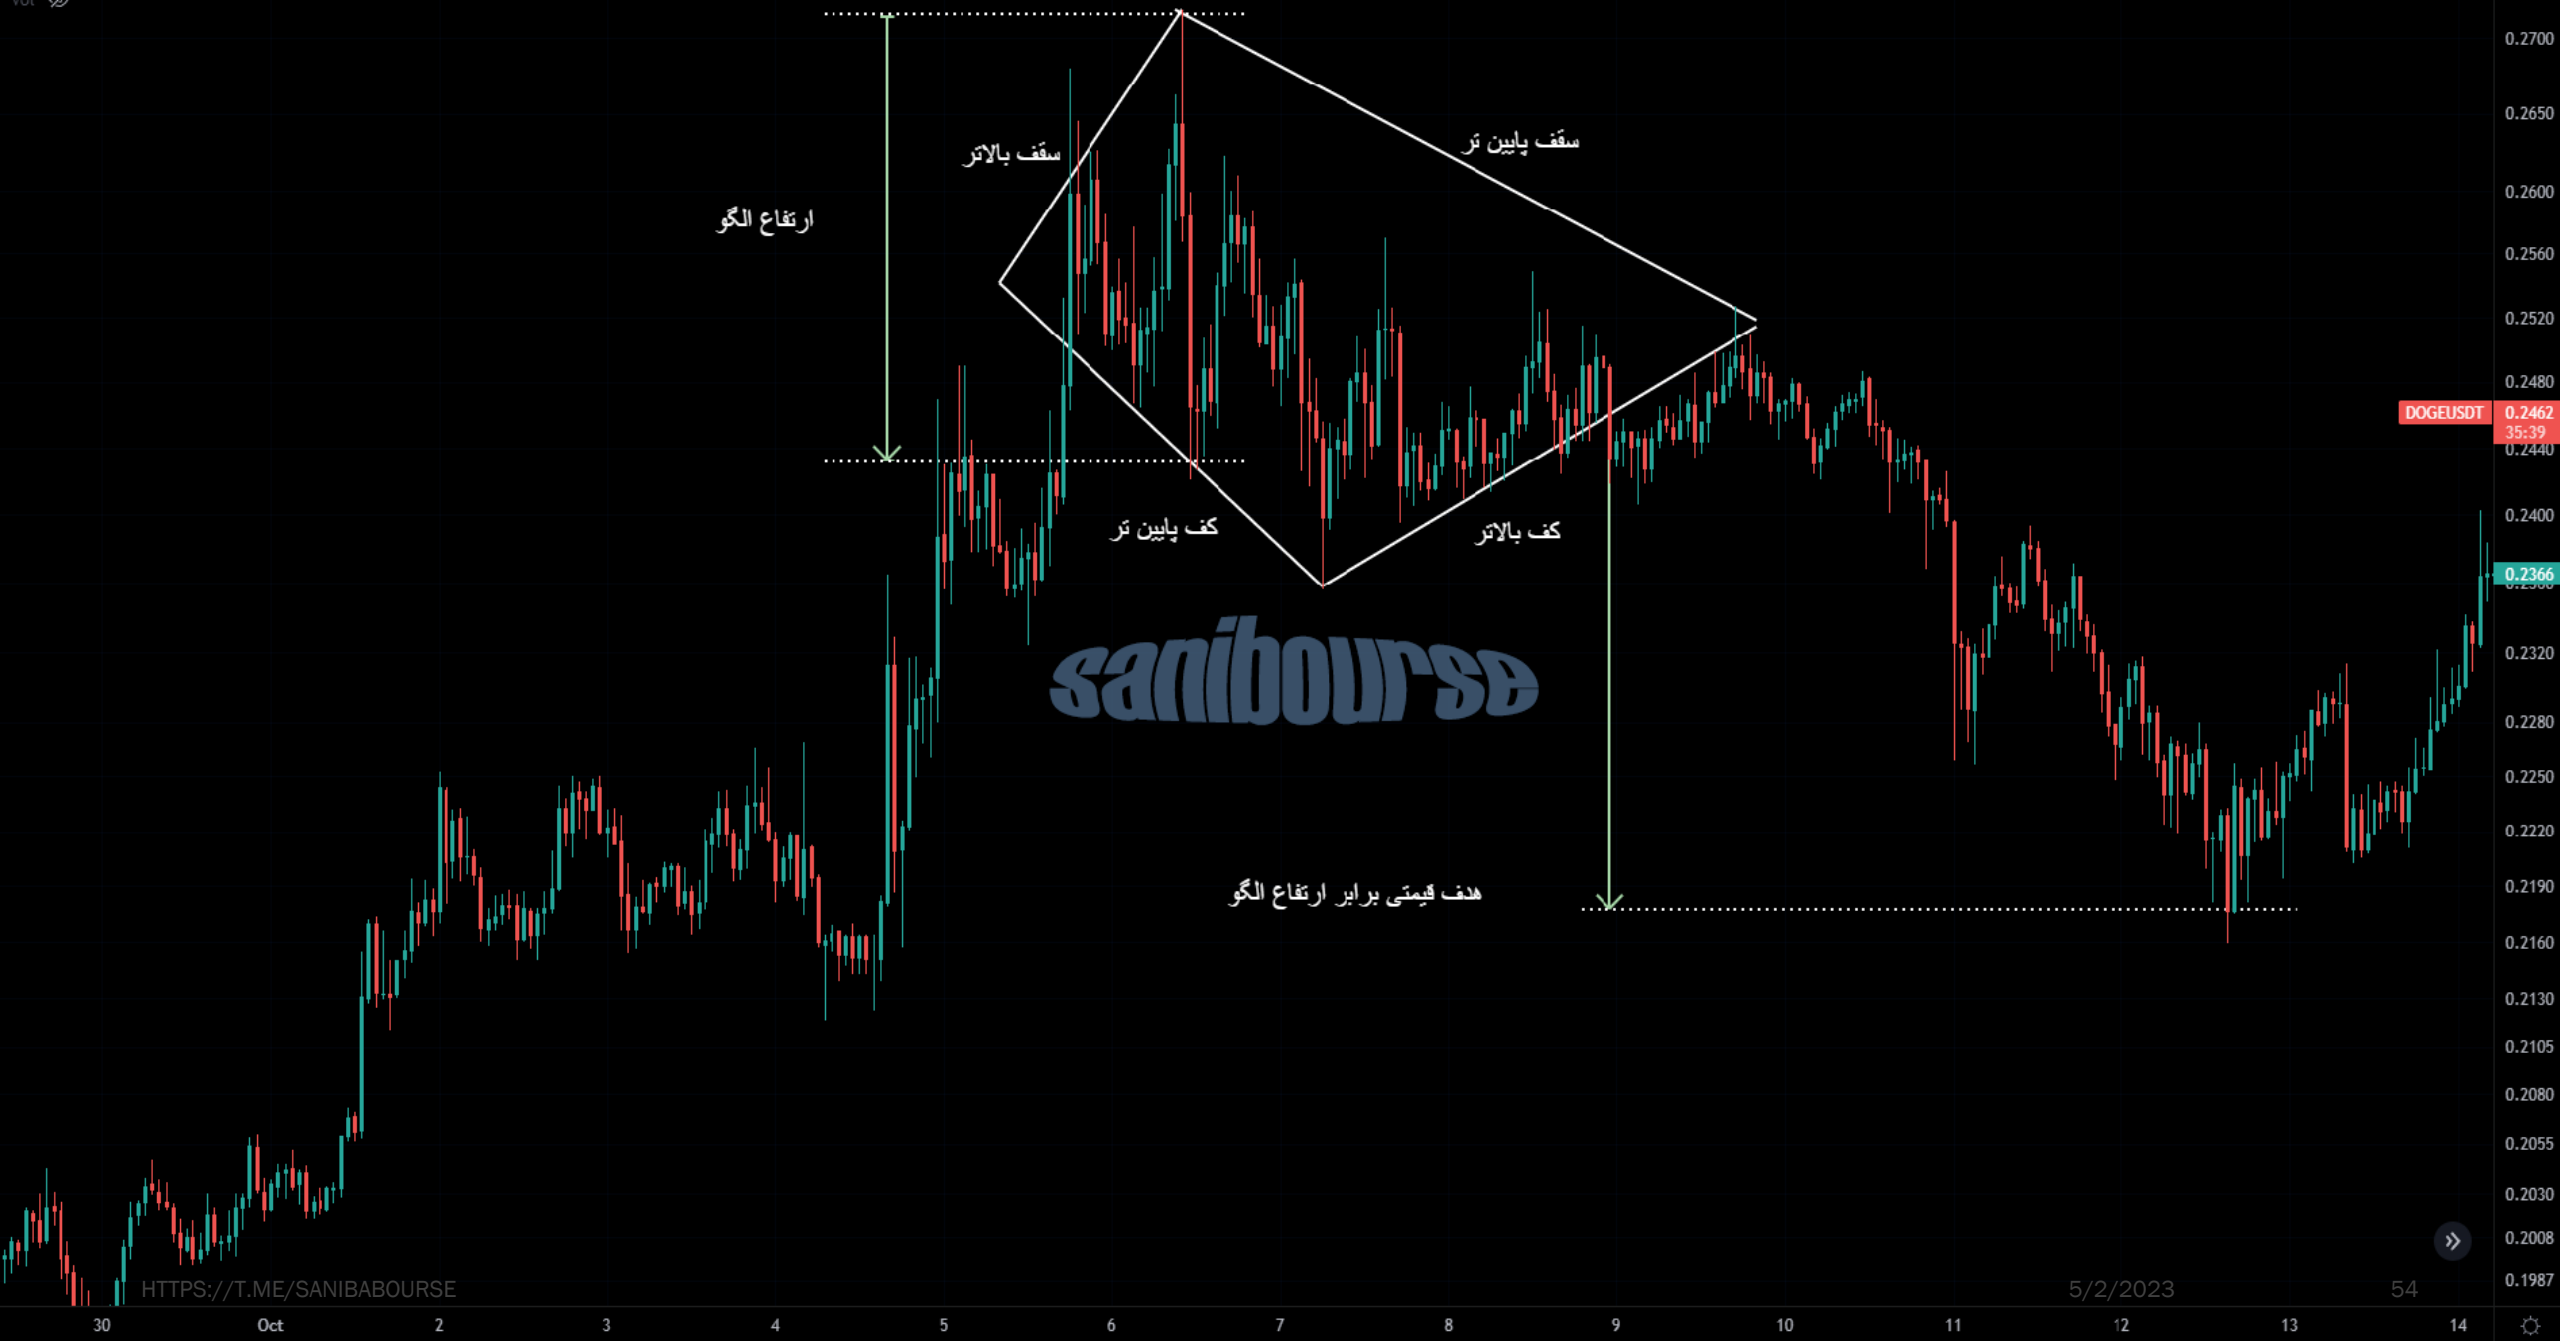 Vol
سقف پایین تر
سقف بالاتر
ارتفاع الگو
کف پایین تر
کف بالاتر
sanibourse
هدف قیمتی برابر ارتفاع الگو
0.2700
0.2650
0.2600
0.2560
0.2520
0.2480
DOGEUSDT 0.2462
35:39
0.2440
0.2400
0.2366
0.2320
0.2280
0.2250
0.2220
0.2190
0.2160
0.2130
0.2105
0.2080
0.2055
0.2030
0.2008
0.1987
HTTPS://T.ME/SANIBABOURSE 5/2/2023 54
30 Oct 2 3 4 5 6 7 8 9 10 11 12 13 14